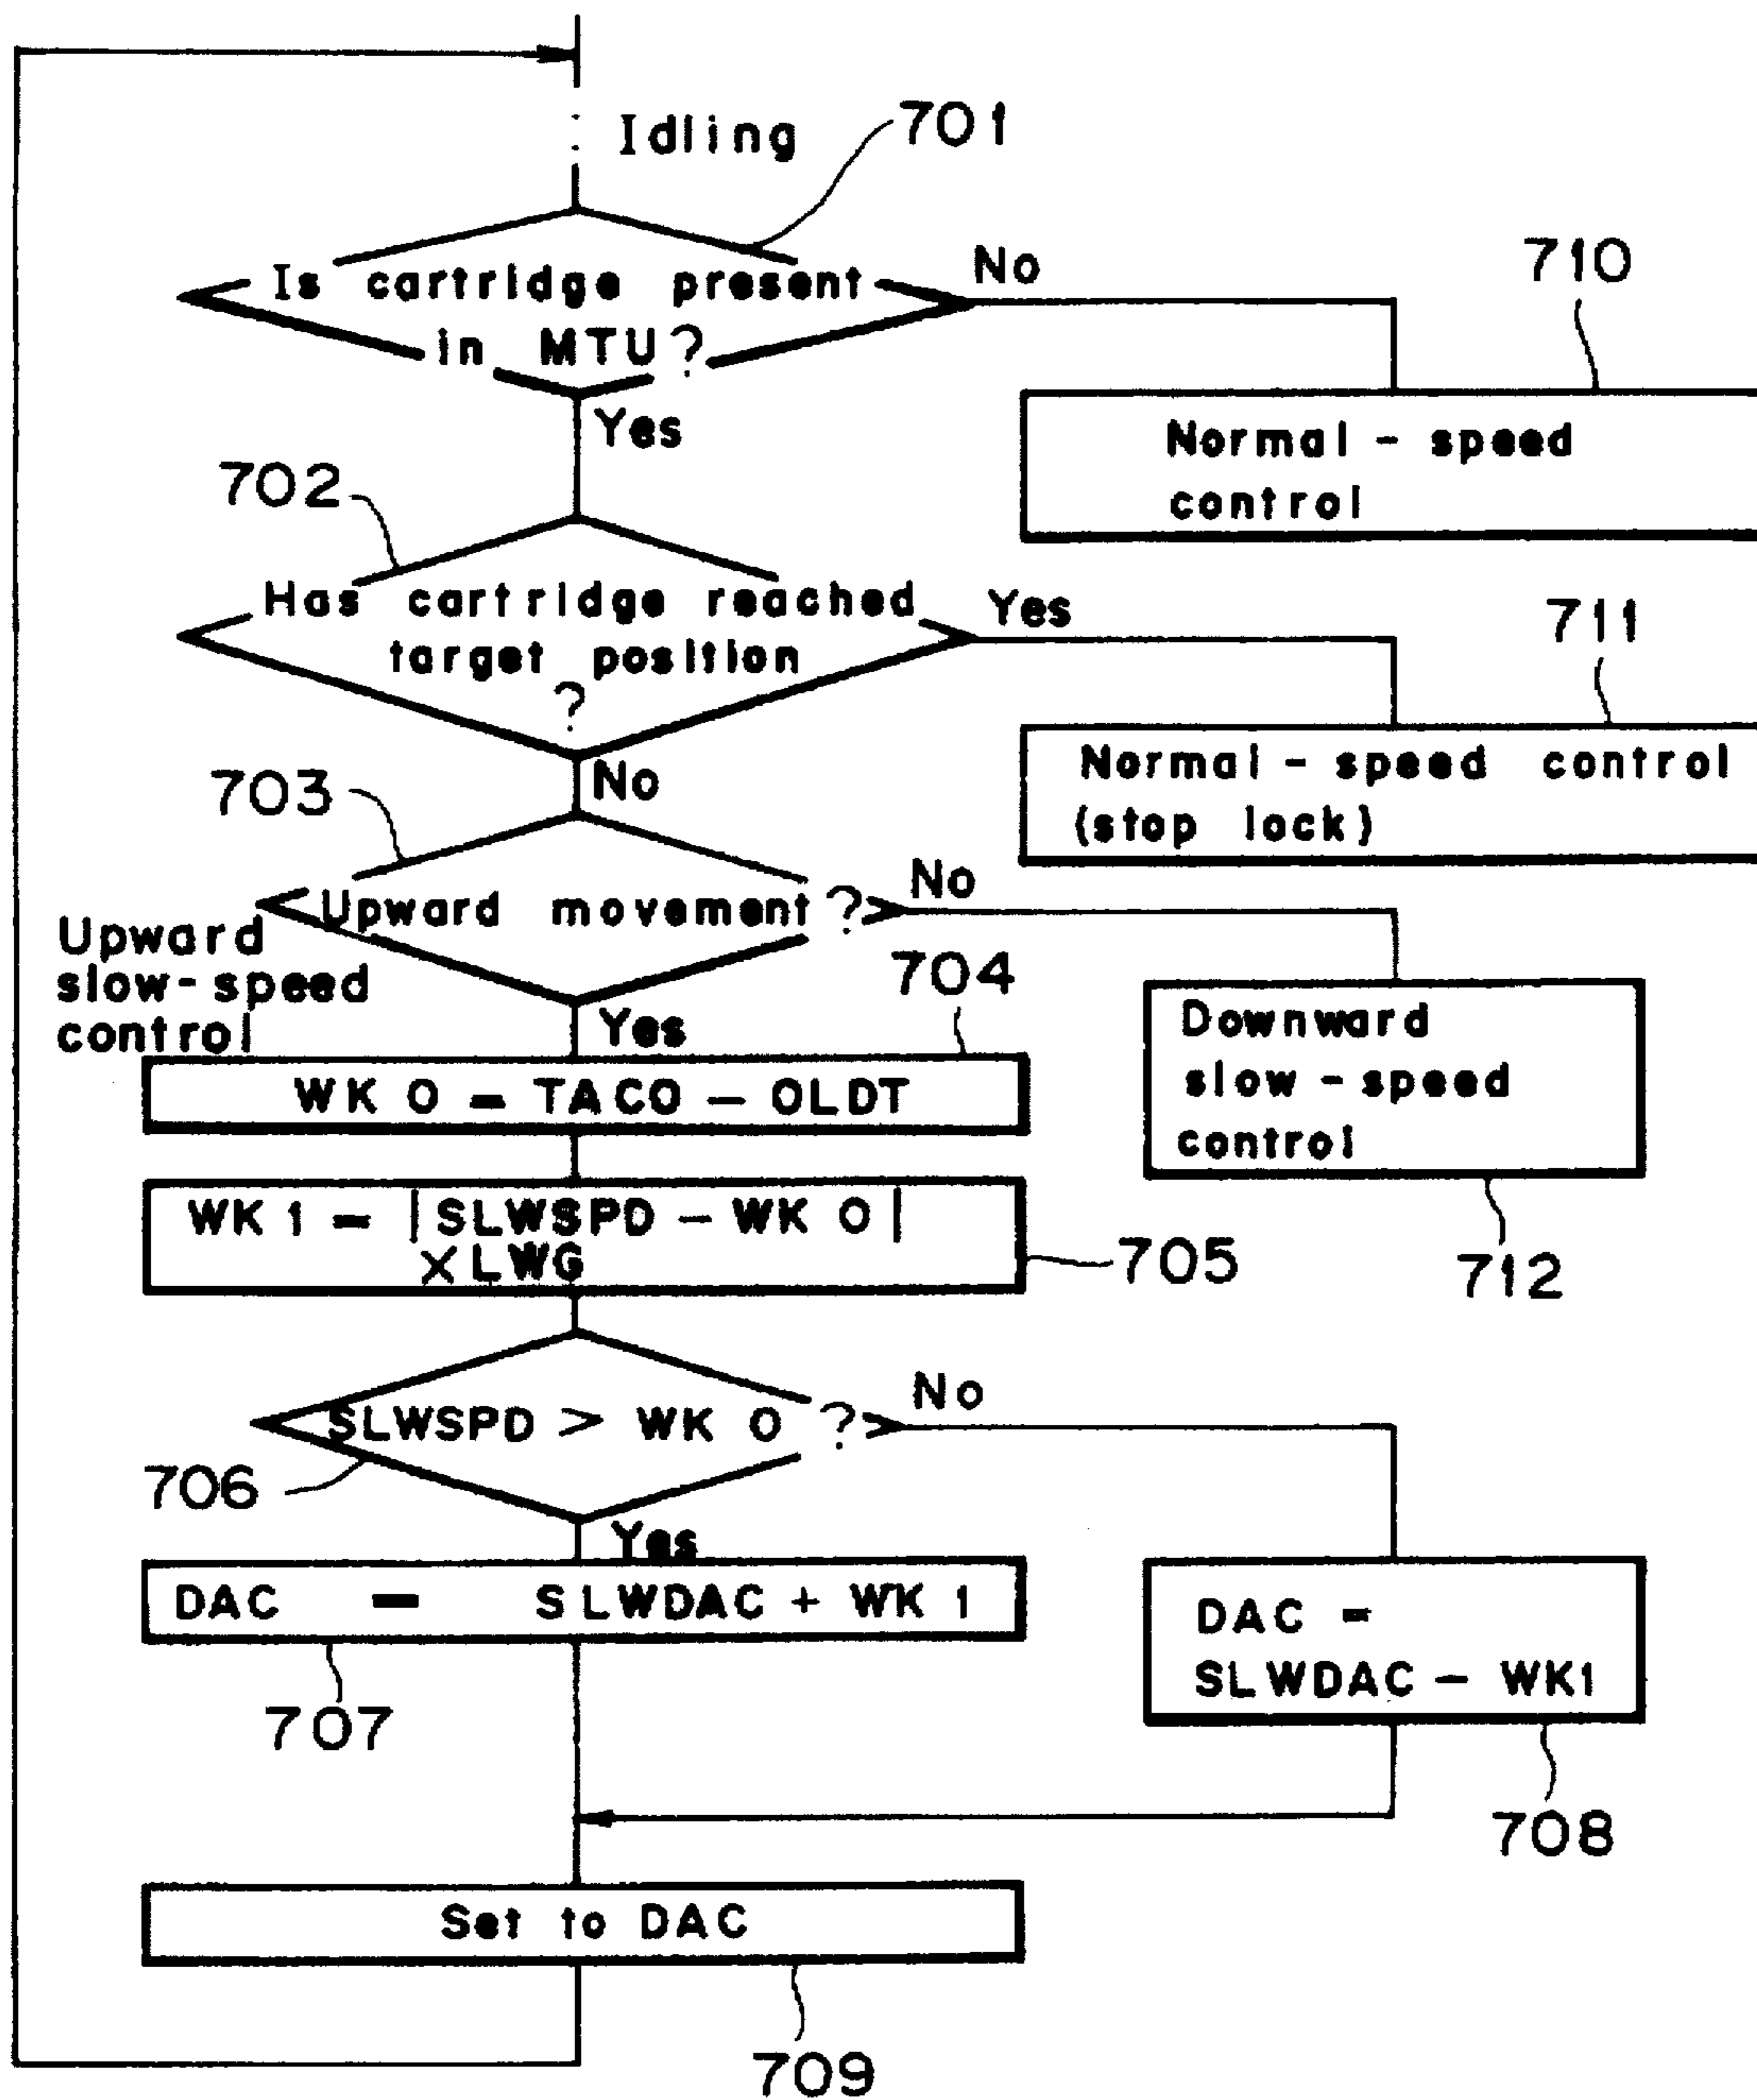 Idling
701
Is cartridge present
in MTU?
No
710
Yes
Normal - speed
control
702
Has cartridge reached
target position
?
Yes
711
No
Normal - speed control
(stop lock)
703
Upward movement ?
No
Upward
slow-speed
control
704
Yes
Downward
slow - speed
control
WK 0 = TACO - OLDT
WK 1 = |SLWSPD - WK 0|
×LWG
705
712
SLWSPD > WK 0 ?
No
706
Yes
DAC = SLWDAC + WK 1
DAC =
SLWDAC - WK1
707
708
Set to DAC
709